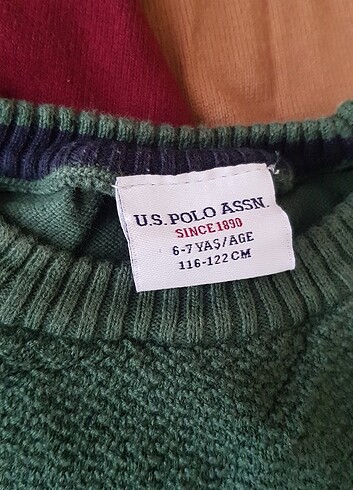 U.S. POLO ASSN.
SINCE 1890
6-7 YAŞ/AGE
116-122 CM